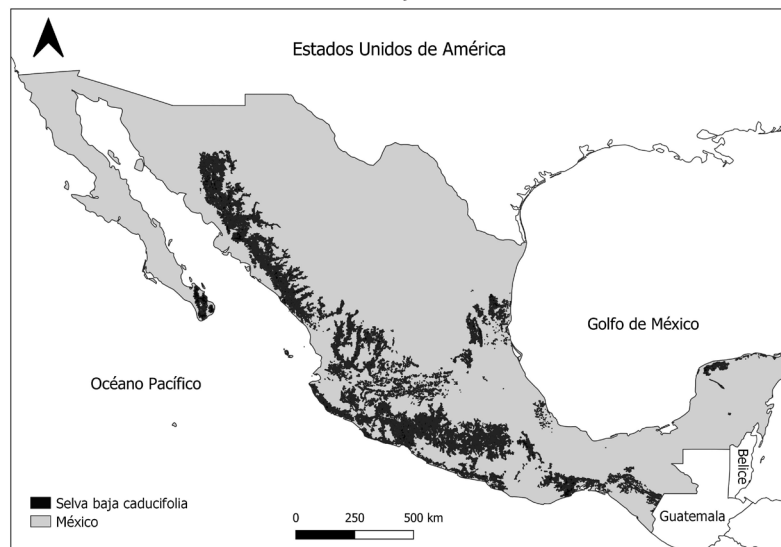 Estados Unidos de América
Golfo de México
Océano Pacífico
Belice
Guatemala
Selva baja caducifolia
México
0 250 500 km